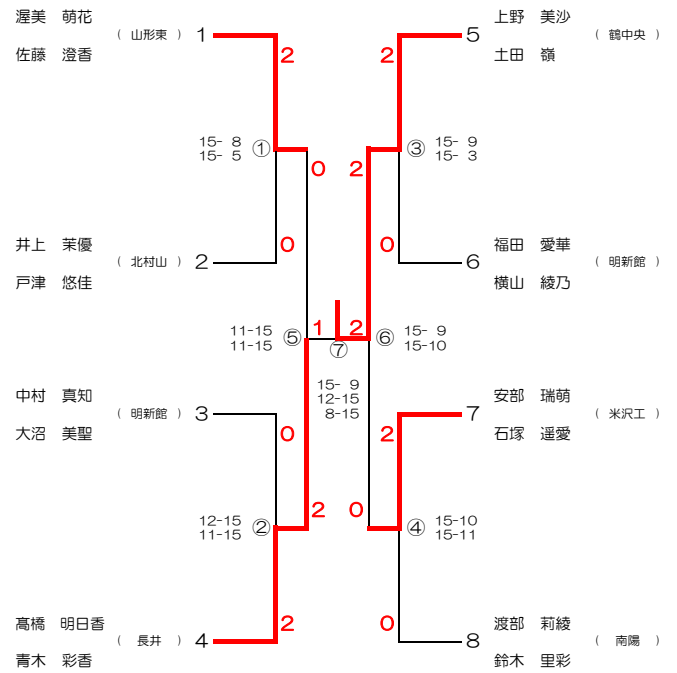 渥美　萌花
佐藤　澄香
( 山形東 ) 1
2
① 15- 8
15- 5
0
井上　茉優
戸津　悠佳
( 北村山 ) 2
0
11-15
11-15
⑤
1
中村　真知
大沼　美聖
( 明新館 ) 3
0
12-15
11-15
②
2
髙橋　明日香
青木　彩香
( 長井 ) 4
2
⑦
15- 9
12-15
8-15
5 上野　美沙
土田　嶺
( 鶴中央 )
2
③ 15- 9
15- 3
2
6 福田　愛華
横山　綾乃
( 明新館 )
0
2
⑥ 15- 9
15-10
7 安部　瑞萌
石塚　遥愛
( 米沢工 )
2
0
④ 15-10
15-11
8 渡部　莉綾
鈴木　里彩
( 南陽 )
0